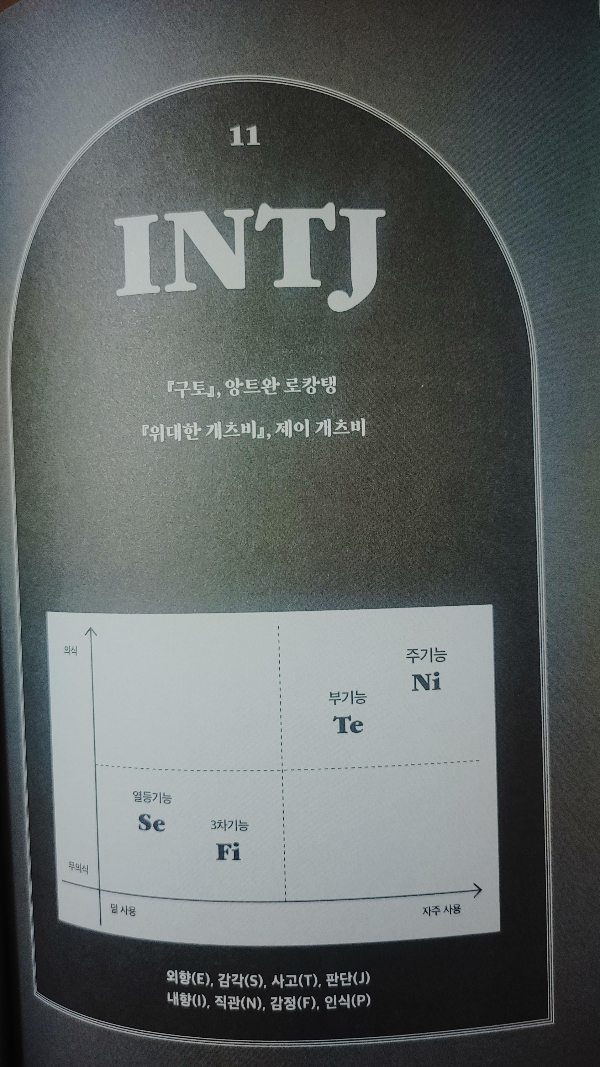 11
INTJ
『구토』, 앙트완 로캉탱
『위대한 개츠비』, 제이 개츠비
의식
주기능
Ni
부기능
Te
열등기능
Se
3차기능
Fi
무의식
덜 사용
자주 사용
외향(E), 감각(S), 사고(T), 판단(J)
내향(I), 직관(N), 감정(F), 인식(P)